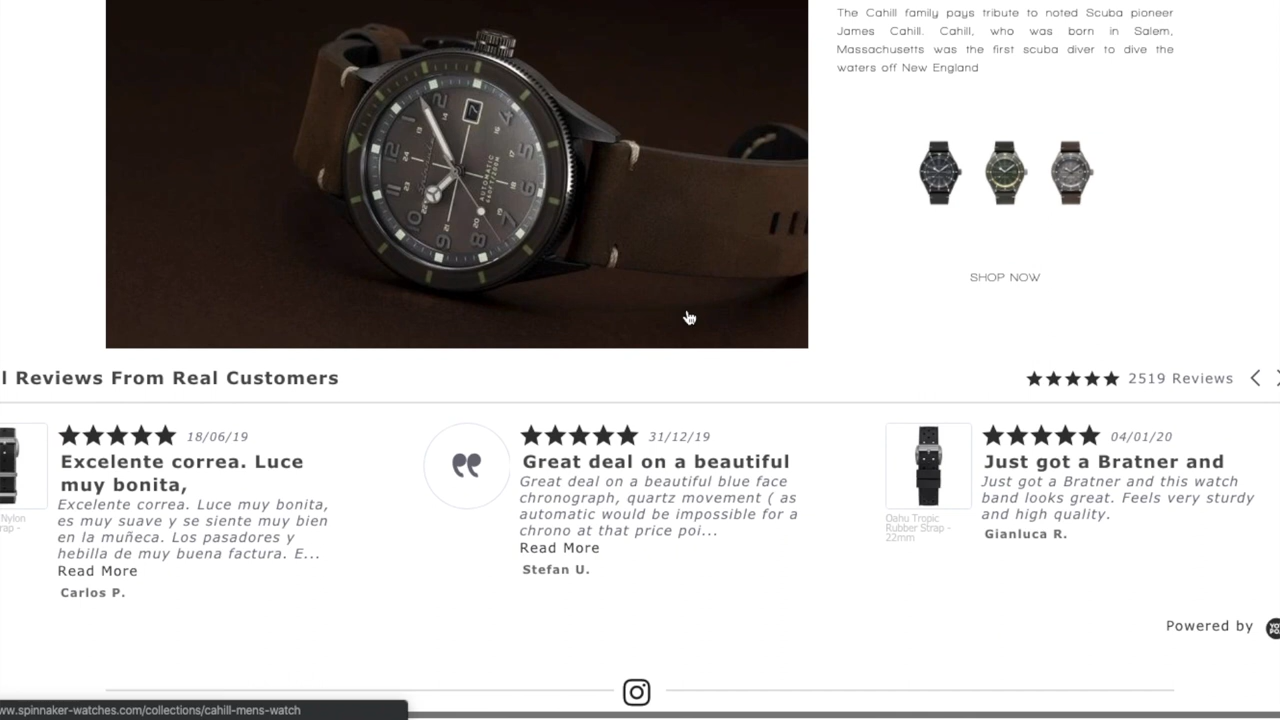 The Cahill family pays tribute to noted Scuba pioneer
James Cahill. Cahill, who was born in Salem,
Massachusetts was the first scuba diver to dive the
waters off New England
SHOP NOW
l Reviews From Real Customers
2519 Reviews
18/06/19
Excelente correa. Luce
muy bonita,
Excelente correa. Luce muy bonita,
es muy suave y se siente muy bien
en la muñeca. Los pasadores y
hebilla de muy buena factura. E...
Read More
Carlos P.
Nylon
rap -
31/12/19
Great deal on a beautiful
Great deal on a beautiful blue face
chronograph, quartz movement ( as
automatic would be impossible for a
chrono at that price poi...
Read More
Stefan U.
04/01/20
Just got a Bratner and
Just got a Bratner and this watch
band looks great. Feels very sturdy
and high quality.
Gianluca R.
Oahu Tropic
Rubber Strap -
22mm
Powered by
ww.spinnaker-watches.com/collections/cahill-mens-watch